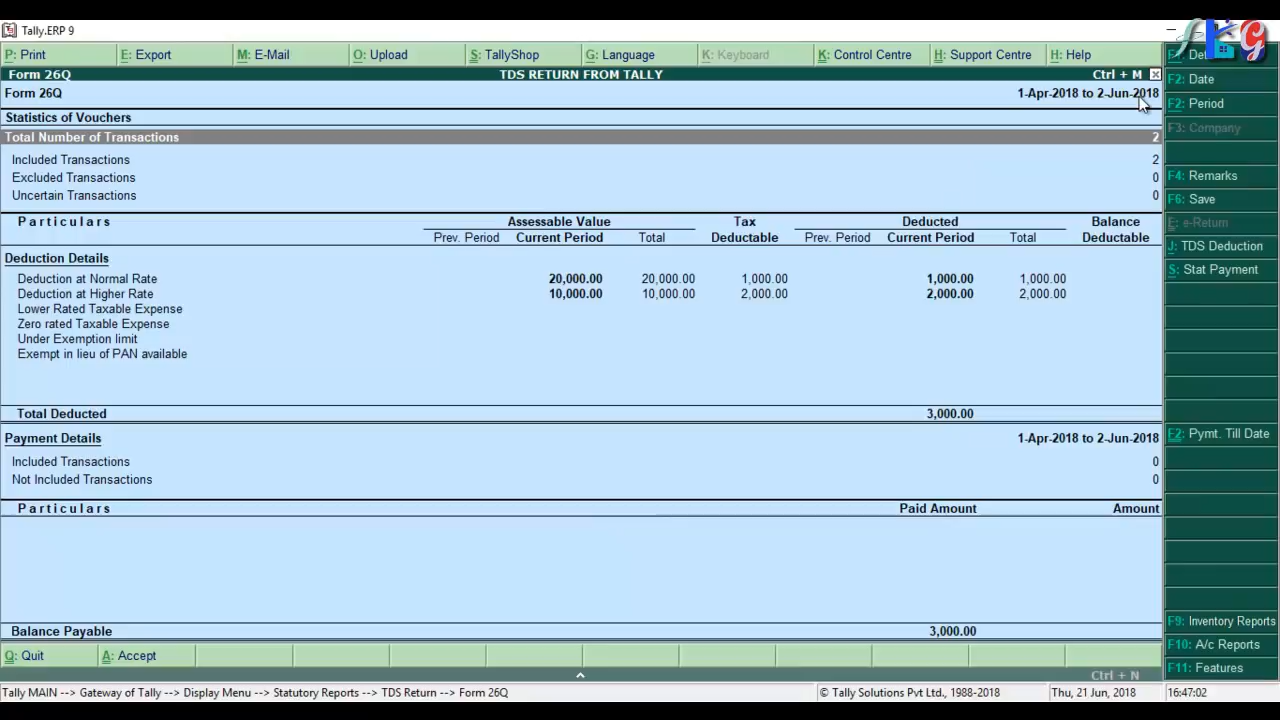 Tally.ERP 9
P: Print E: Export M: E-Mail O: Upload S: TallyShop G: Language K: Keyboard K: Control Centre H: Support Centre H: Help
Form 26Q TDS RETURN FROM TALLY Ctrl + M
F2: Date
Form 26Q 1-Apr-2018 to 2-Jun-2018
F2: Period
Statistics of Vouchers
F3: Company
Total Number of Transactions 2
Included Transactions 2
Excluded Transactions 0
F4: Remarks
Uncertain Transactions 0
F6: Save
Particulars Assessable Value Tax Deducted Balance
E: e-Return
Prev. Period Current Period Total Deductable Prev. Period Current Period Total Deductable
J: TDS Deduction
Deduction Details
S: Stat Payment
Deduction at Normal Rate 20,000.00 20,000.00 1,000.00 1,000.00 1,000.00
Deduction at Higher Rate 10,000.00 10,000.00 2,000.00 2,000.00 2,000.00
Lower Rated Taxable Expense
Zero rated Taxable Expense
Under Exemption limit
Exempt in lieu of PAN available
Total Deducted 3,000.00
F2: Pymt. Till Date
Payment Details 1-Apr-2018 to 2-Jun-2018
Included Transactions 0
Not Included Transactions 0
Particulars Paid Amount Amount
F9: Inventory Reports
Balance Payable 3,000.00
F10: A/c Reports
Q: Quit A: Accept
F11: Features
Ctrl + N
Tally MAIN --> Gateway of Tally --> Display Menu --> Statutory Reports --> TDS Return --> Form 26Q © Tally Solutions Pvt Ltd., 1988-2018 Thu, 21 Jun, 2018 16:47:02